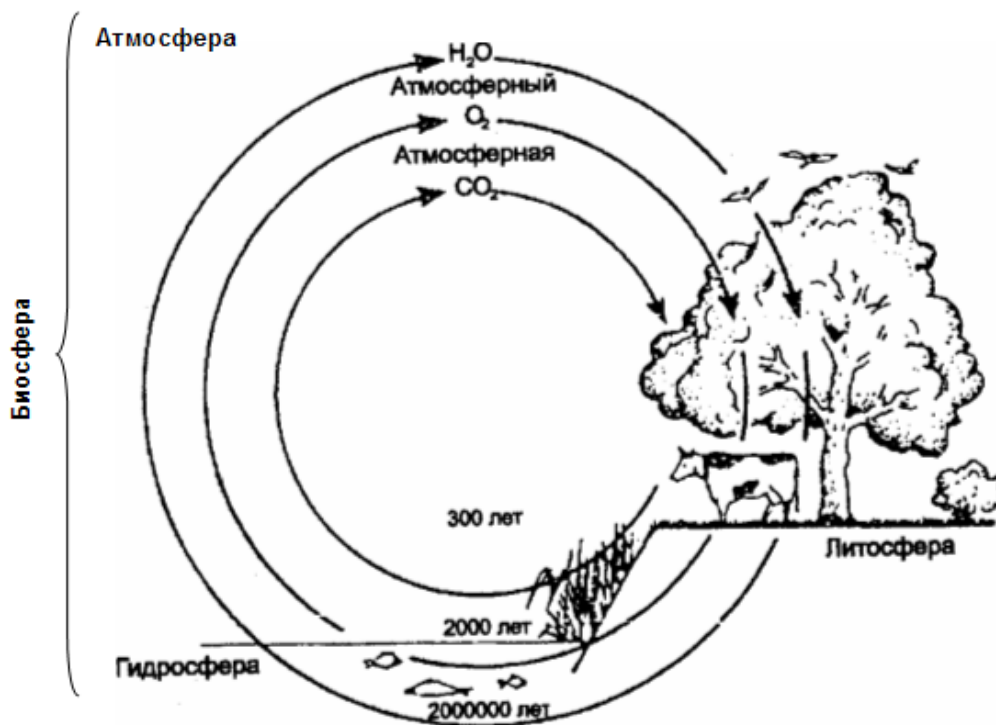 Атмосфера
H₂O
Атмосферный
O₂
Атмосферная
CO₂
Биосфера
300 лет
Литосфера
2000 лет
Гидросфера
2000000 лет